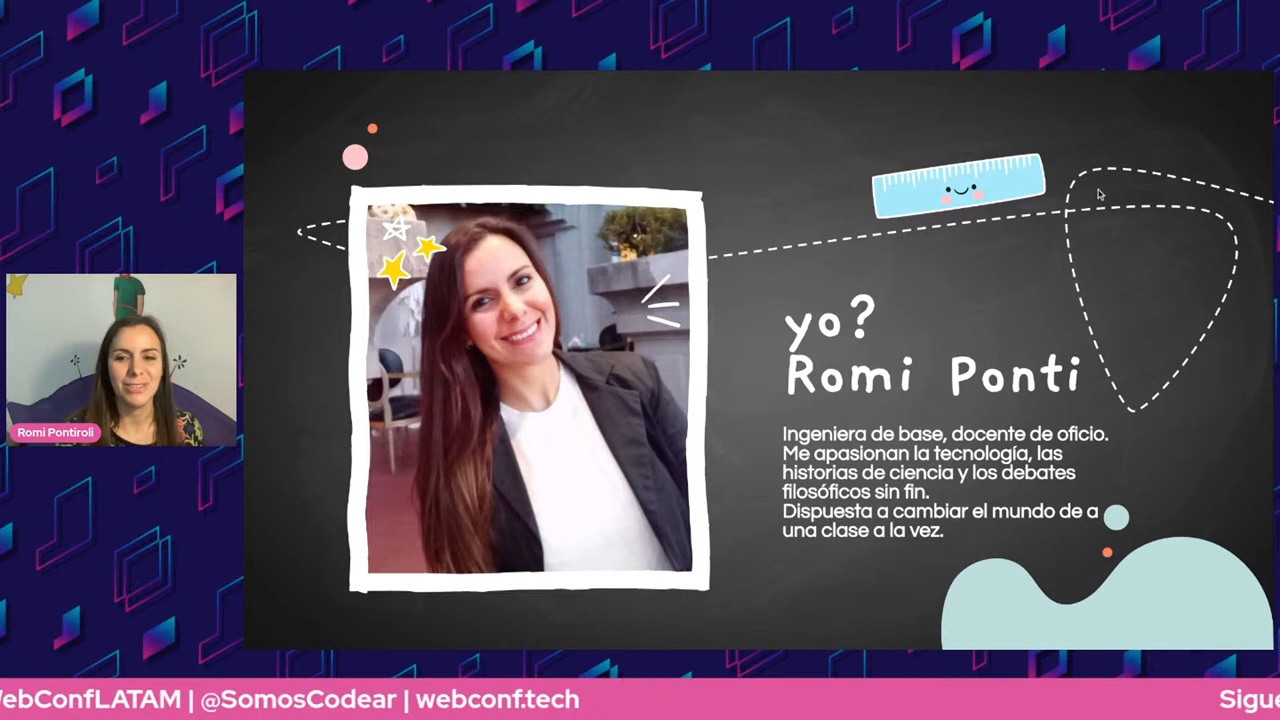 yo?
Romi Ponti
Ingeniera de base, docente de oficio.
Me apasionan la tecnología, las
historias de ciencia y los debates
filosóficos sin fin.
Dispuesta a cambiar el mundo de a
una clase a la vez.
Romi Pontiroli
WebConfLATAM | @SomosCodear | webconf.tech